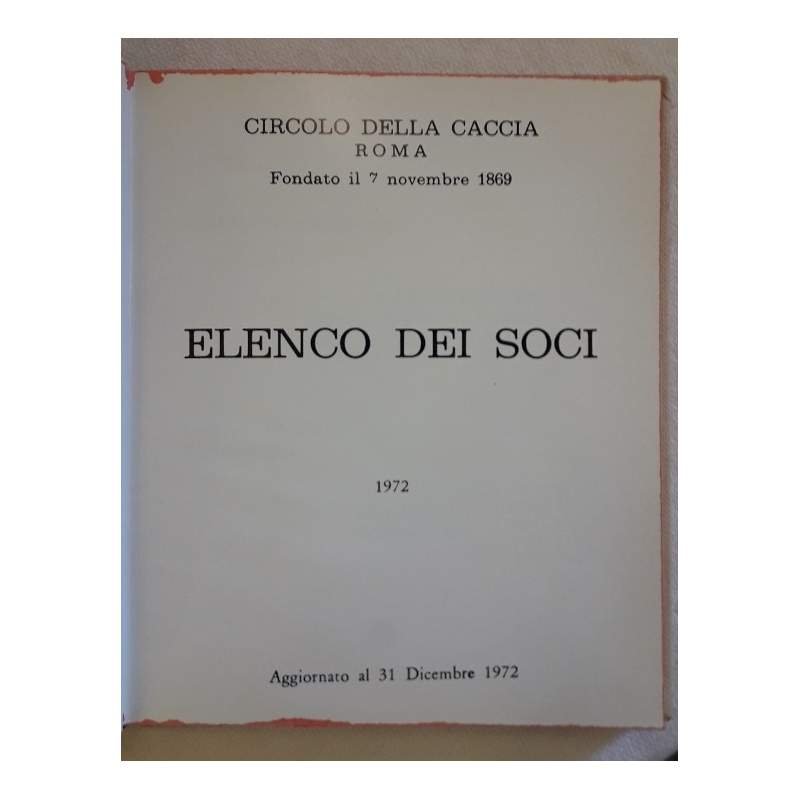 CIRCOLO DELLA CACCIA
ROMA
Fondato il 7 novembre 1869
ELENCO DEI SOCI
1972
Aggiornato al 31 Dicembre 1972